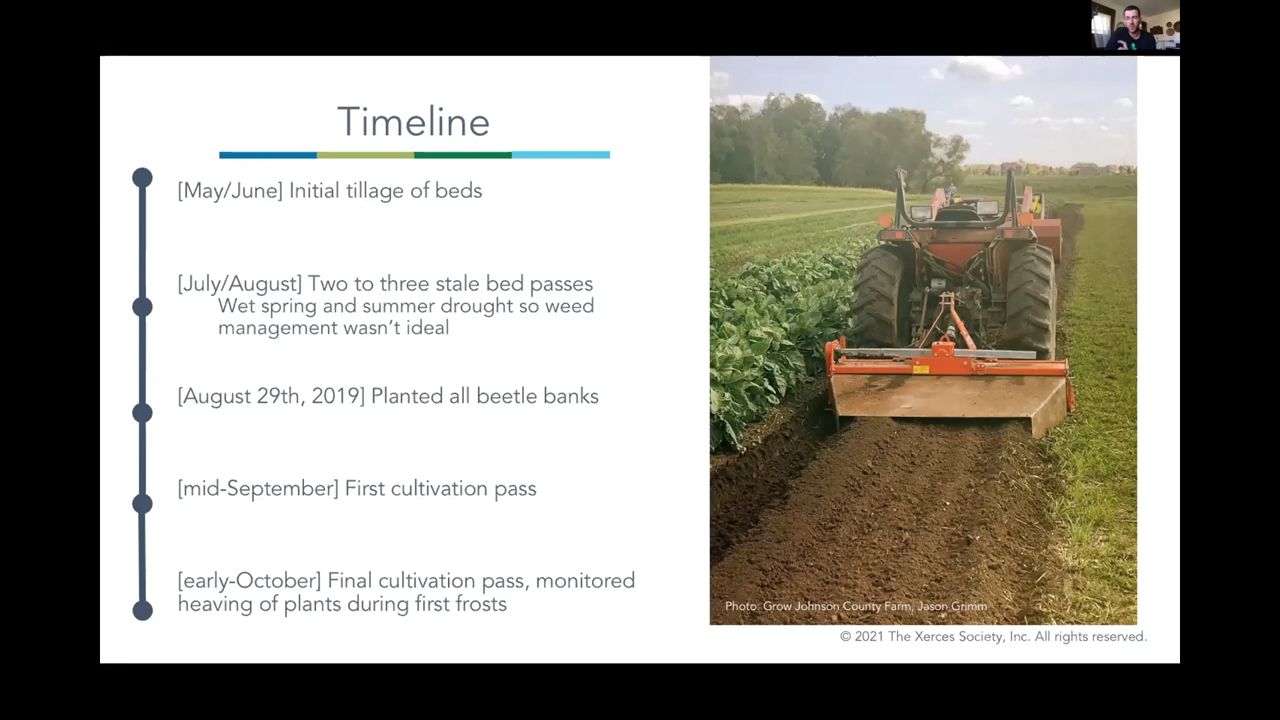 Timeline
[May/June] Initial tillage of beds
[July/August] Two to three stale bed passes
Wet spring and summer drought so weed
management wasn't ideal
[August 29th, 2019] Planted all beetle banks
[mid-September] First cultivation pass
[early-October] Final cultivation pass, monitored
heaving of plants during first frosts
Photo: Grow Johnson County Farm, Jason Grimm
© 2021 The Xerces Society, Inc. All rights reserved.